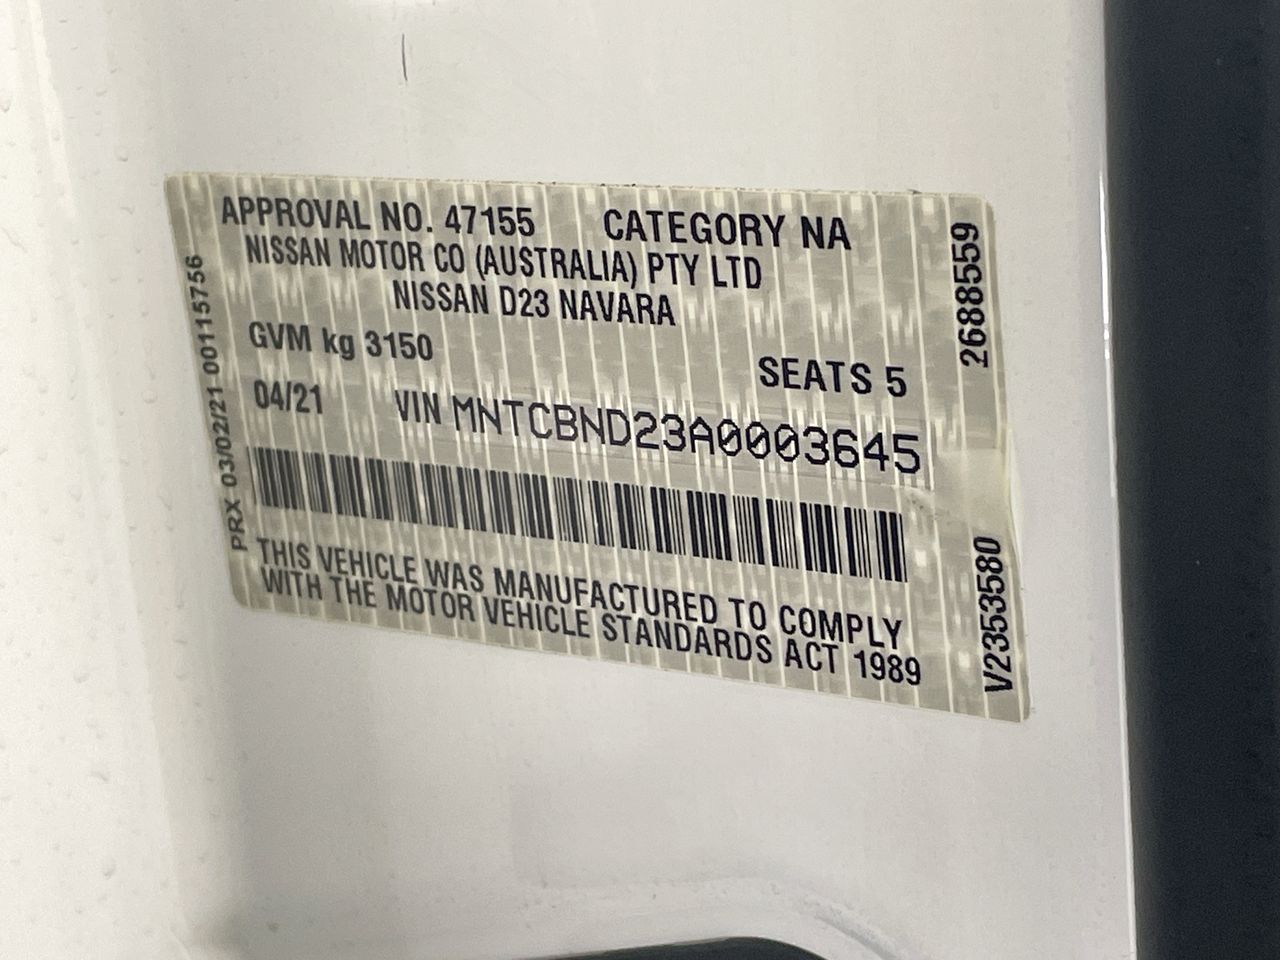 APPROVAL NO. 47155 CATEGORY NA
NISSAN MOTOR CO (AUSTRALIA) PTY LTD
NISSAN D23 NAVARA
GVM kg 3150
SEATS 5
04/21 VIN MNTCBND23A0003645
THIS VEHICLE WAS MANUFACTURED TO COMPLY
WITH THE MOTOR VEHICLE STANDARDS ACT 1989
PRX 03/02/21 00115756
2688559
V2353580